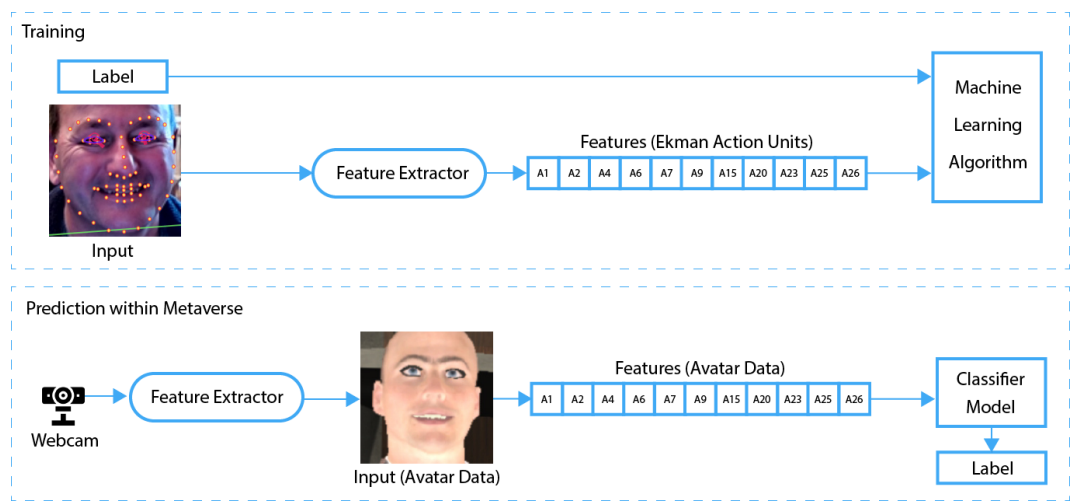 Training
Label
Input
Feature Extractor
Features (Ekman Action Units)
A1 A2 A4 A6 A7 A9 A15 A20 A23 A25 A26
Machine
Learning
Algorithm
Prediction within Metaverse
Webcam
Feature Extractor
Input (Avatar Data)
Features (Avatar Data)
A1 A2 A4 A6 A7 A9 A15 A20 A23 A25 A26
Classifier
Model
Label